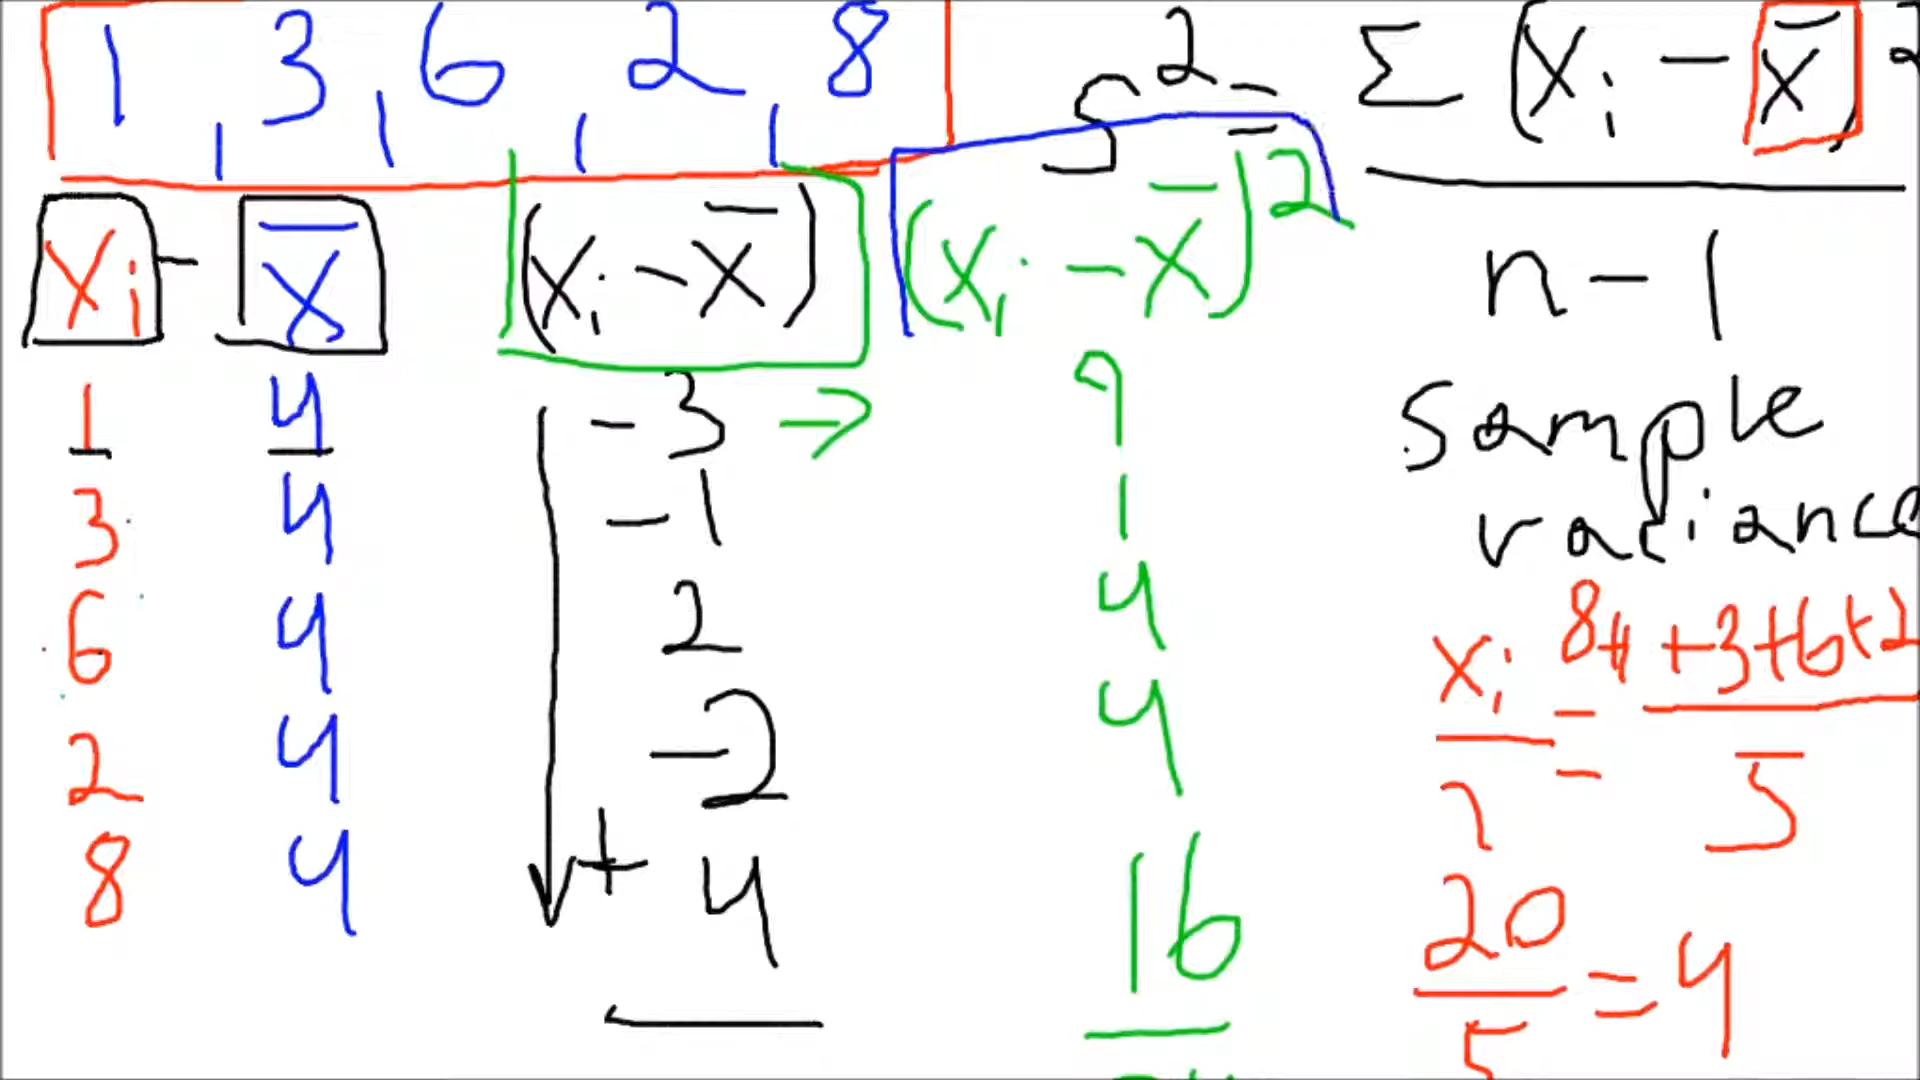 1, 3, 6, 2, 8
s² = Σ (xᵢ - x̄)²
n - 1
xᵢ - x̄ (xᵢ - x̄) (xᵢ - x̄)²
1 4 -3 → 9
3 4 -1 1
6 4 2 4
2 4 -2 4
8 4 + 4 16
sample
variance
xᵢ = 8+1+3+6+2
5
20
5
= 4